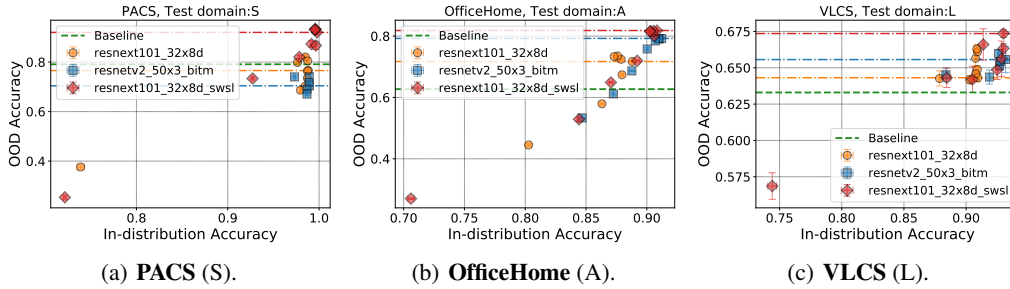 PACS, Test domain:S
OOD Accuracy
0.8
0.6
0.4
Baseline
resnext101_32x8d
resnetv2_50x3_bitm
resnext101_32x8d_swsl
0.8 0.9 1.0
In-distribution Accuracy
(a) PACS (S).
OfficeHome, Test domain:A
OOD Accuracy
0.8
0.6
0.4
Baseline
resnext101_32x8d
resnetv2_50x3_bitm
resnext101_32x8d_swsl
0.70 0.75 0.80 0.85 0.90
In-distribution Accuracy
(b) OfficeHome (A).
VLCS, Test domain:L
OOD Accuracy
0.675
0.650
0.625
0.600
0.575
Baseline
resnext101_32x8d
resnetv2_50x3_bitm
resnext101_32x8d_swsl
0.75 0.80 0.85 0.90
In-distribution Accuracy
(c) VLCS (L).